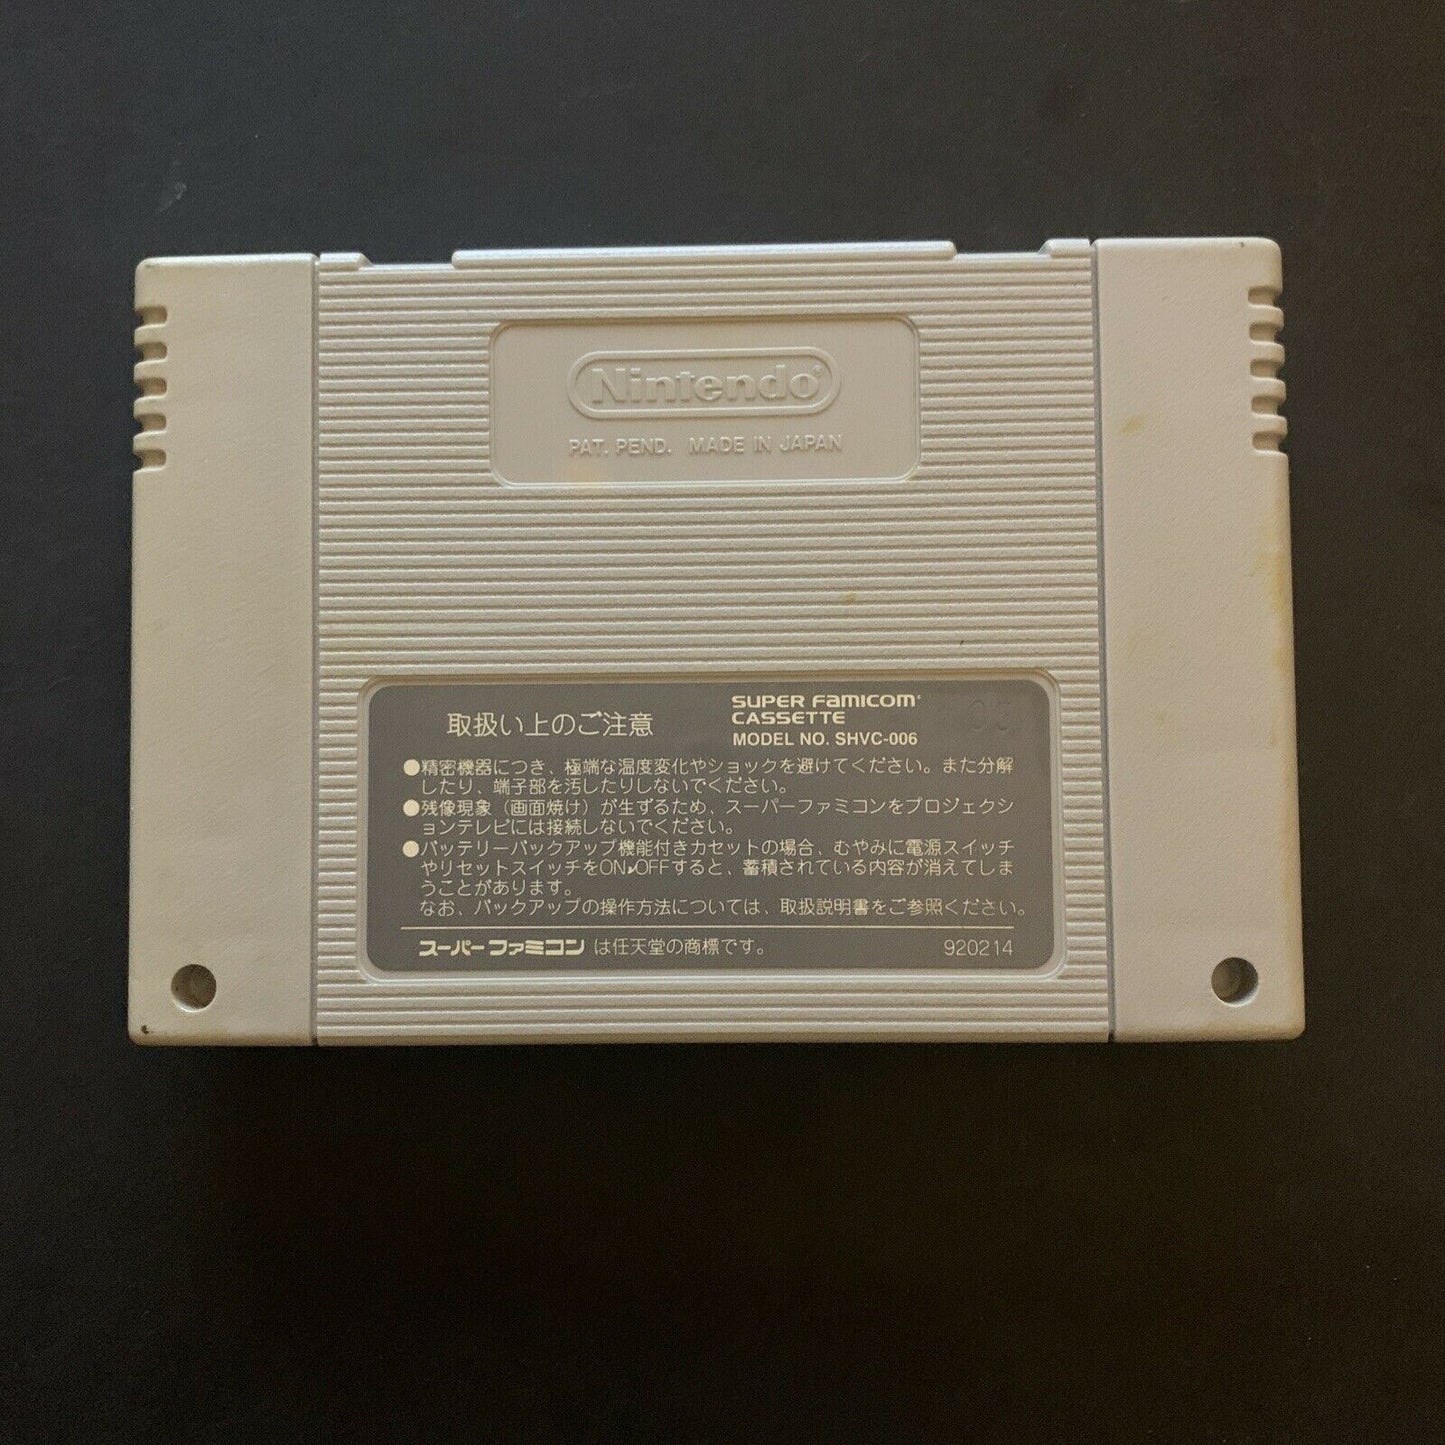 Nintendo®
PAT. PEND. MADE IN JAPAN
取扱い上のご注意
SUPER FAMICOM®
CASSETTE
MODEL NO. SHVC-006
●精密機器につき、極端な温度変化やショックを避けてください。また分解
したり、端子部を汚したりしないでください。
●残像現象（画面焼け）が生ずるため、スーパーファミコンをプロジェクシ
ョンテレビには接続しないでください。
●バッテリーバックアップ機能付きカセットの場合、むやみに電源スイッチ
やリセットスイッチをON/OFFすると、蓄積されている内容が消えてしま
うことがあります。
なお、バックアップの操作方法については、取扱説明書をご参照ください。
スーパーファミコン は任天堂の商標です。
920214